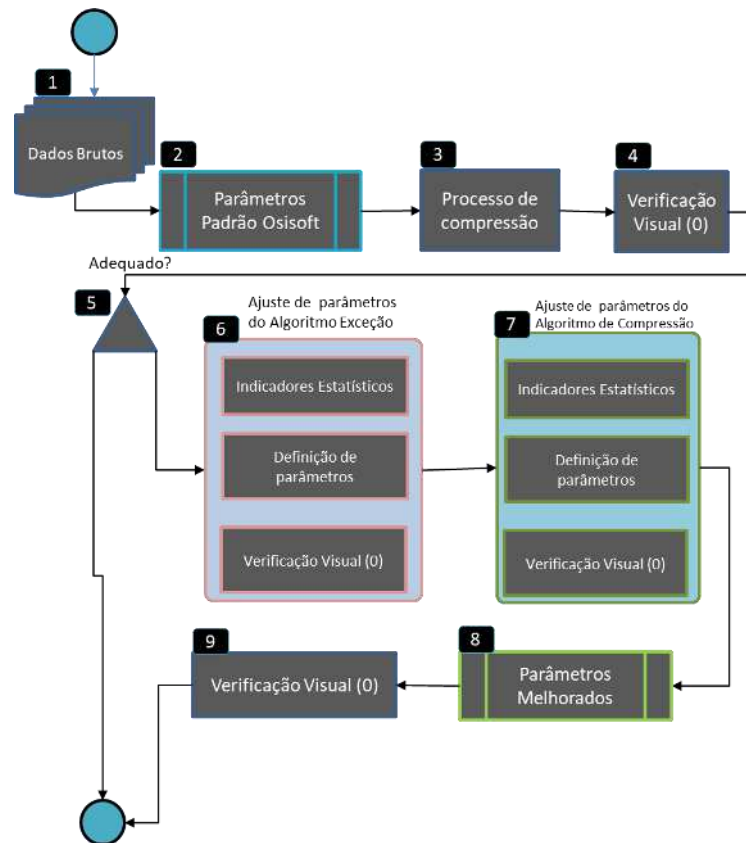 1
Dados Brutos
2
Parâmetros
Padrão Osisoft
3
Processo de
compressão
4
Verificação
Visual (0)
Adequado?
5
Ajuste de parâmetros
do Algoritmo Exceção
6
Indicadores Estatísticos
Definição de
parâmetros
Verificação Visual (0)
Ajuste de parâmetros do
Algoritmo de Compressão
7
Indicadores Estatísticos
Definição de
parâmetros
Verificação Visual (0)
8
Parâmetros
Melhorados
9
Verificação Visual (0)